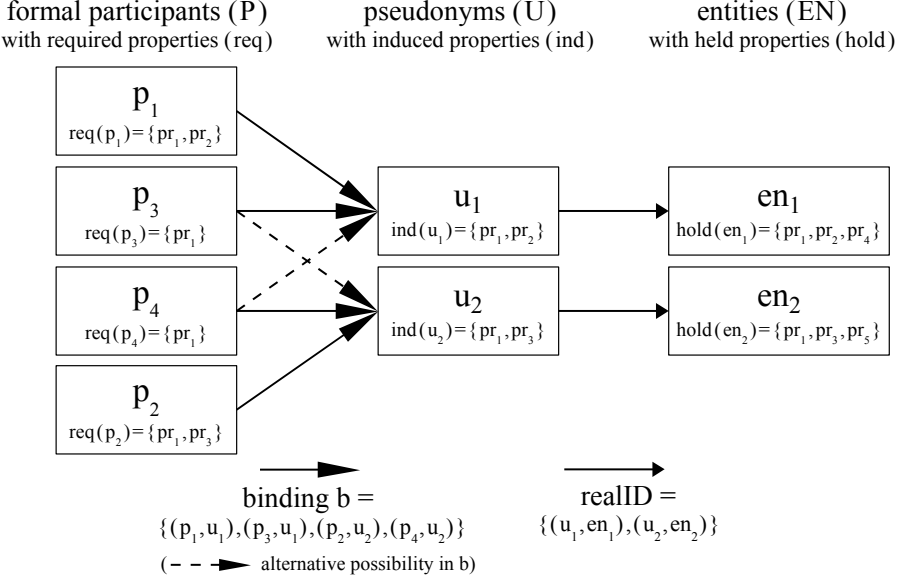 formal participants (P)
with required properties (req)
pseudonyms (U)
with induced properties (ind)
entities (EN)
with held properties (hold)
p₁
req(p₁)={pr₁,pr₂}
p₃
req(p₃)={pr₁}
u₁
ind(u₁)={pr₁,pr₂}
en₁
hold(en₁)={pr₁,pr₂,pr₄}
p₄
req(p₄)={pr₁}
u₂
ind(u₂)={pr₁,pr₃}
en₂
hold(en₂)={pr₁,pr₃,pr₅}
p₂
req(p₂)={pr₁,pr₃}
binding b =
{(p₁,u₁),(p₃,u₁),(p₂,u₂),(p₄,u₂)}
( alternative possibility in b)
realID =
{(u₁,en₁),(u₂,en₂)}